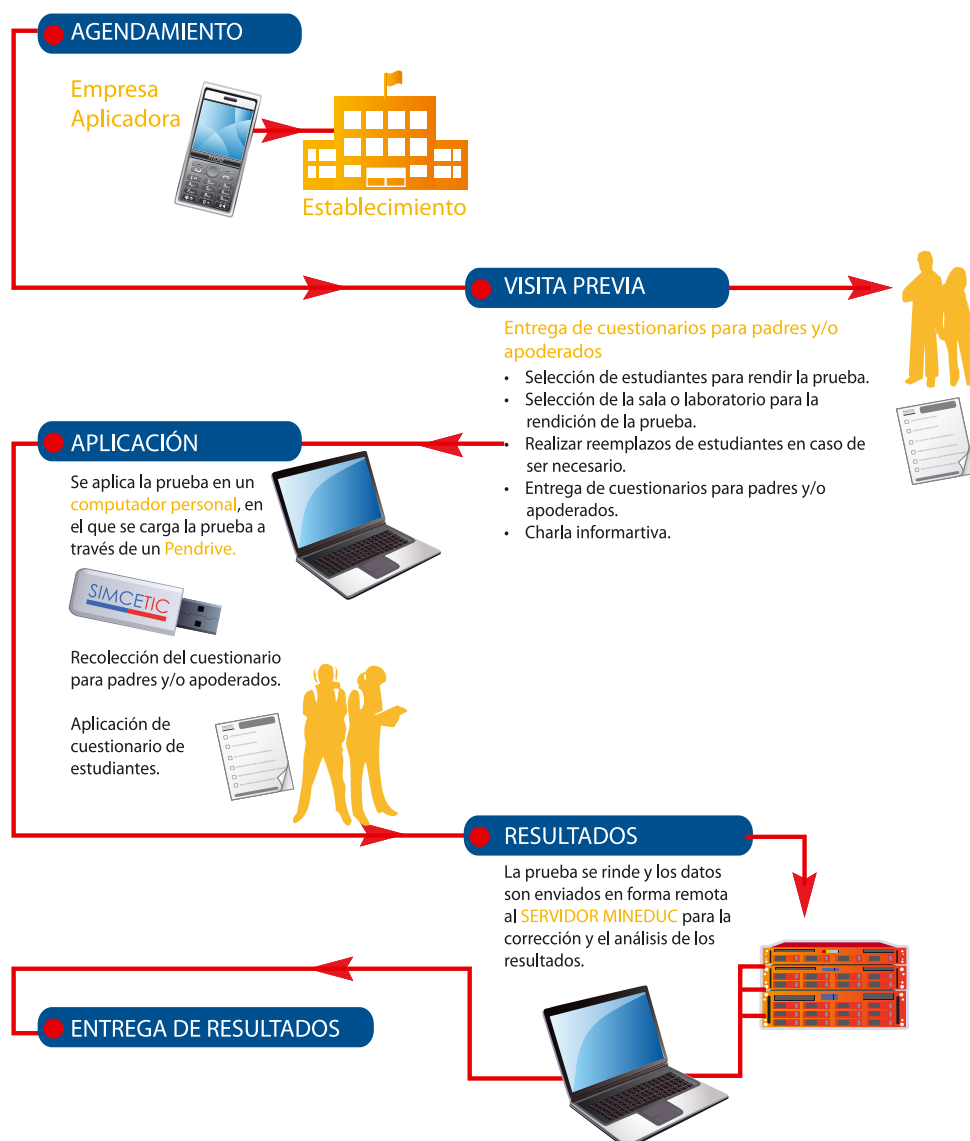 AGENDAMIENTO
Empresa
Aplicadora
Establecimiento
VISITA PREVIA
Entrega de cuestionarios para padres y/o
apoderados
• Selección de estudiantes para rendir la prueba.
• Selección de la sala o laboratorio para la
rendición de la prueba.
• Realizar reemplazos de estudiantes en caso de
ser necesario.
• Entrega de cuestionarios para padres y/o
apoderados.
• Charla informartiva.
APLICACIÓN
Se aplica la prueba en un
computador personal, en
el que se carga la prueba a
través de un Pendrive.
SIMCETIC
Recolección del cuestionario
para padres y/o apoderados.
Aplicación de
cuestionario de
estudiantes.
RESULTADOS
La prueba se rinde y los datos
son enviados en forma remota
al SERVIDOR MINEDUC para la
corrección y el análisis de los
resultados.
ENTREGA DE RESULTADOS